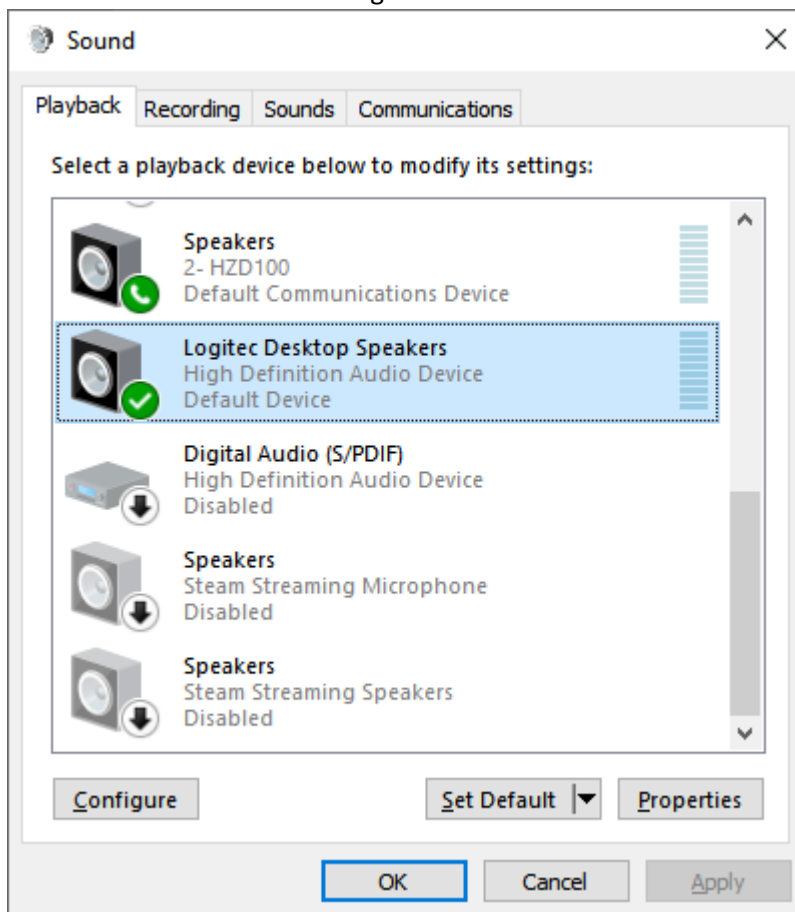 Sound
Playback Recording Sounds Communications
Select a playback device below to modify its settings:
Speakers
2- HZD100
Default Communications Device
Logitec Desktop Speakers
High Definition Audio Device
Default Device
Digital Audio (S/PDIF)
High Definition Audio Device
Disabled
Speakers
Steam Streaming Microphone
Disabled
Speakers
Steam Streaming Speakers
Disabled
Configure Set Default Properties
OK Cancel Apply